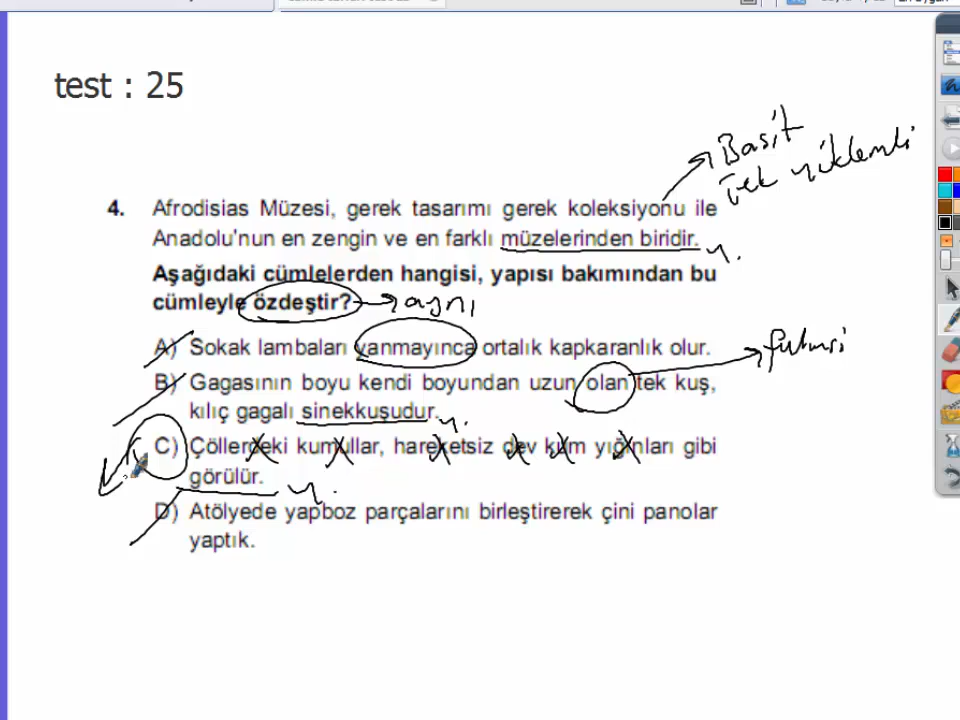 test : 25
Basit
Tek yüklemli
4. Afrodisias Müzesi, gerek tasarımı gerek koleksiyonu ile
Anadolu'nun en zengin ve en farklı müzelerinden biridir. y.
Aşağıdaki cümlelerden hangisi, yapısı bakımından bu
cümleyle özdeştir? aynı
A) Sokak lambaları yanmayınca ortalık kapkaranlık olur.
B) Gagasının boyu kendi boyundan uzun olan tek kuş,
kılıç gagalı sinekkuşudur. y.
C) Çöllerdeki kumullar, hareketsiz dev kum yığınları gibi
görülür. y.
D) Atölyede yapboz parçalarını birleştirerek çini panolar
yaptık.